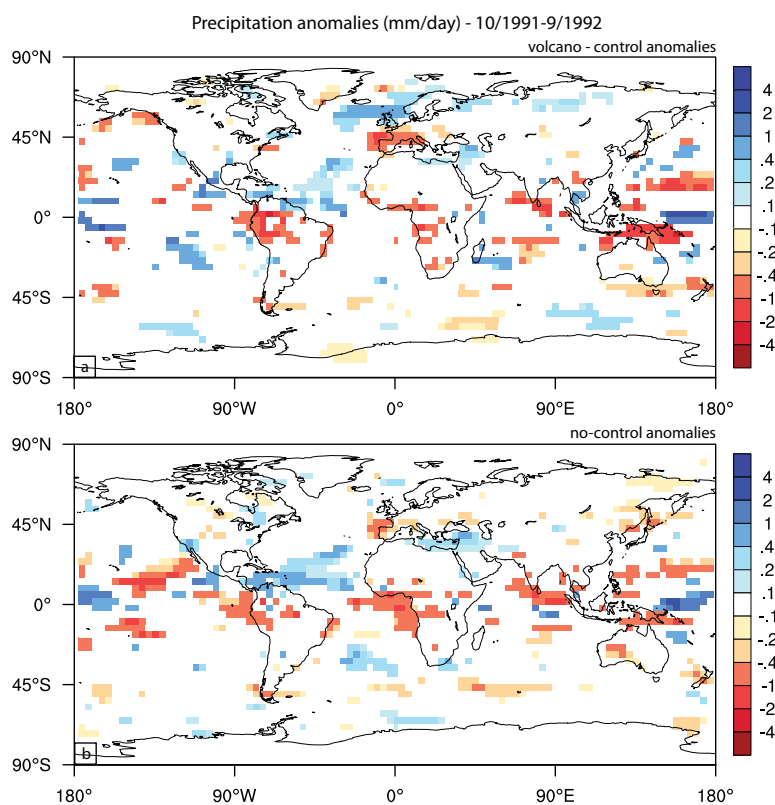 Precipitation anomalies (mm/day) - 10/1991-9/1992
volcano - control anomalies
90°N
45°N
0°
45°S
90°S
a
180°
90°W
0°
90°E
180°
4
2
1
.4
.2
.1
-.1
-.2
-.4
-1
-2
-4
no-control anomalies
90°N
45°N
0°
45°S
90°S
b
180°
90°W
0°
90°E
180°
4
2
1
.4
.2
.1
-.1
-.2
-.4
-1
-2
-4